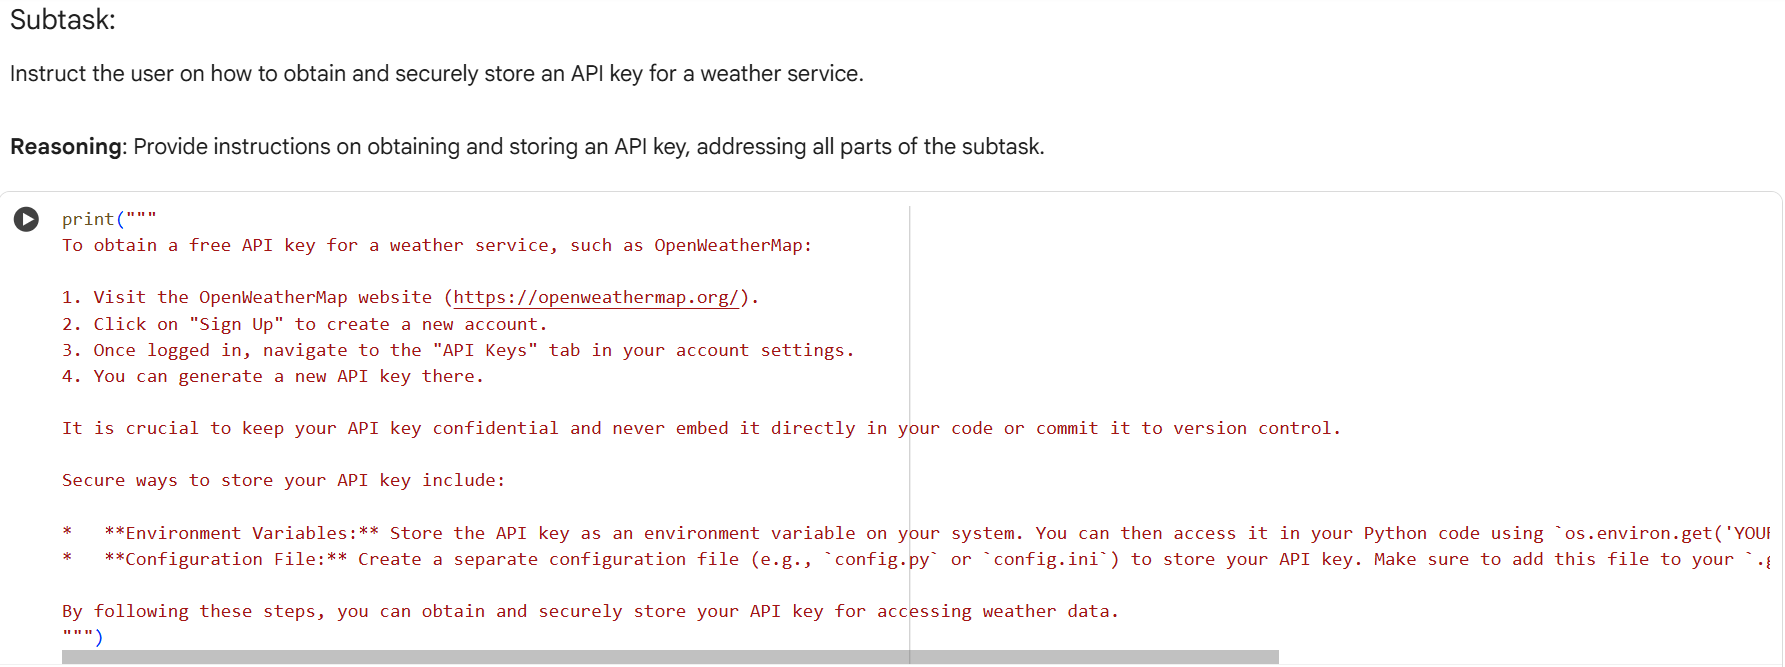 Subtask:
Instruct the user on how to obtain and securely store an API key for a weather service.
Reasoning: Provide instructions on obtaining and storing an API key, addressing all parts of the subtask.
print("""
To obtain a free API key for a weather service, such as OpenWeatherMap:
1. Visit the OpenWeatherMap website (https://openweathermap.org/).
2. Click on "Sign Up" to create a new account.
3. Once logged in, navigate to the "API Keys" tab in your account settings.
4. You can generate a new API key there.
It is crucial to keep your API key confidential and never embed it directly in your code or commit it to version control.
Secure ways to store your API key include:
*   **Environment Variables:** Store the API key as an environment variable on your system. You can then access it in your Python code using `os.environ.get('YOU
*   **Configuration File:** Create a separate configuration file (e.g., `config.py` or `config.ini`) to store your API key. Make sure to add this file to your `.g
By following these steps, you can obtain and securely store your API key for accessing weather data.
""")